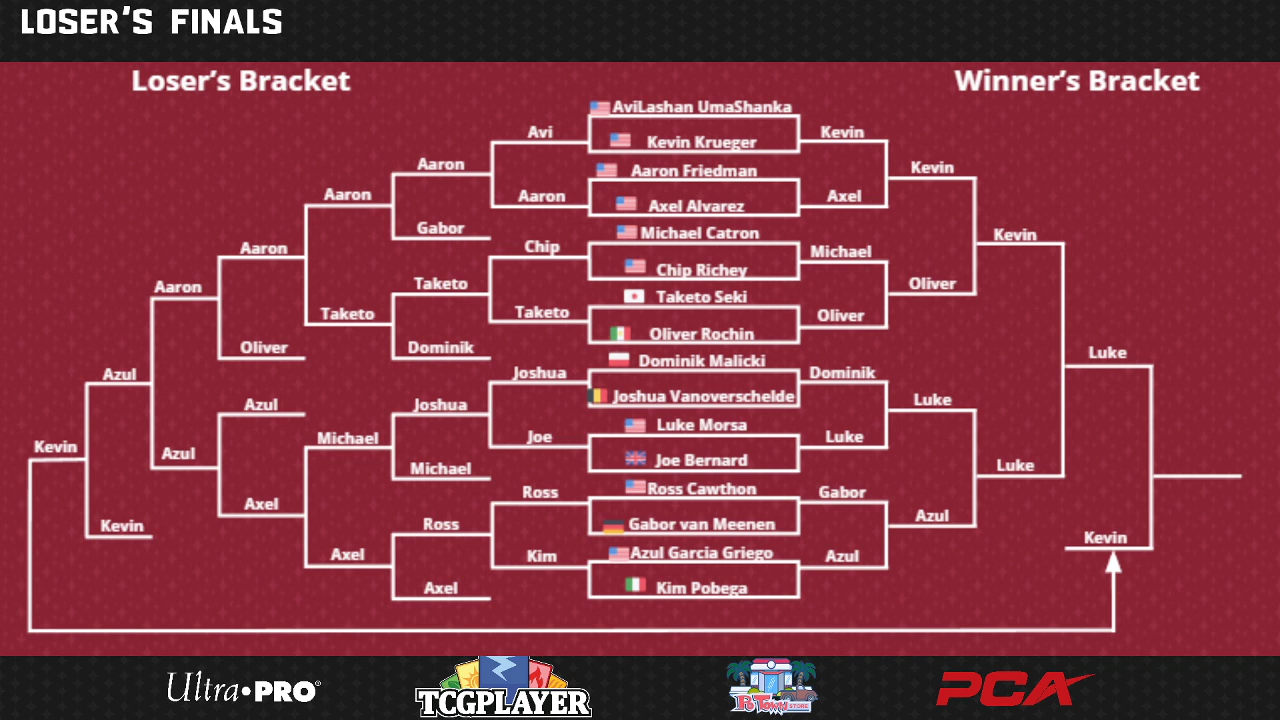 LOSER'S FINALS
Loser's Bracket
Winner's Bracket
AviLashan UmaShanka
Kevin Krueger
Aaron Friedman
Axel Alvarez
Michael Catron
Chip Richey
Taketo Seki
Oliver Rochin
Dominik Malicki
Joshua Vanoverschelde
Luke Morsa
Joe Bernard
Ross Cawthon
Gabor van Meenen
Azul Garcia Griego
Kim Pobega
Avi
Aaron
Chip
Taketo
Joshua
Joe
Ross
Kim
Aaron
Gabor
Taketo
Dominik
Joshua
Michael
Ross
Axel
Aaron
Taketo
Michael
Axel
Aaron
Oliver
Azul
Axel
Aaron
Azul
Azul
Kevin
Kevin
Kevin
Axel
Michael
Oliver
Dominik
Luke
Gabor
Azul
Kevin
Oliver
Luke
Azul
Kevin
Luke
Luke
Kevin
Ultra•PRO®
TCGPLAYER
PoTown STORE
PCA